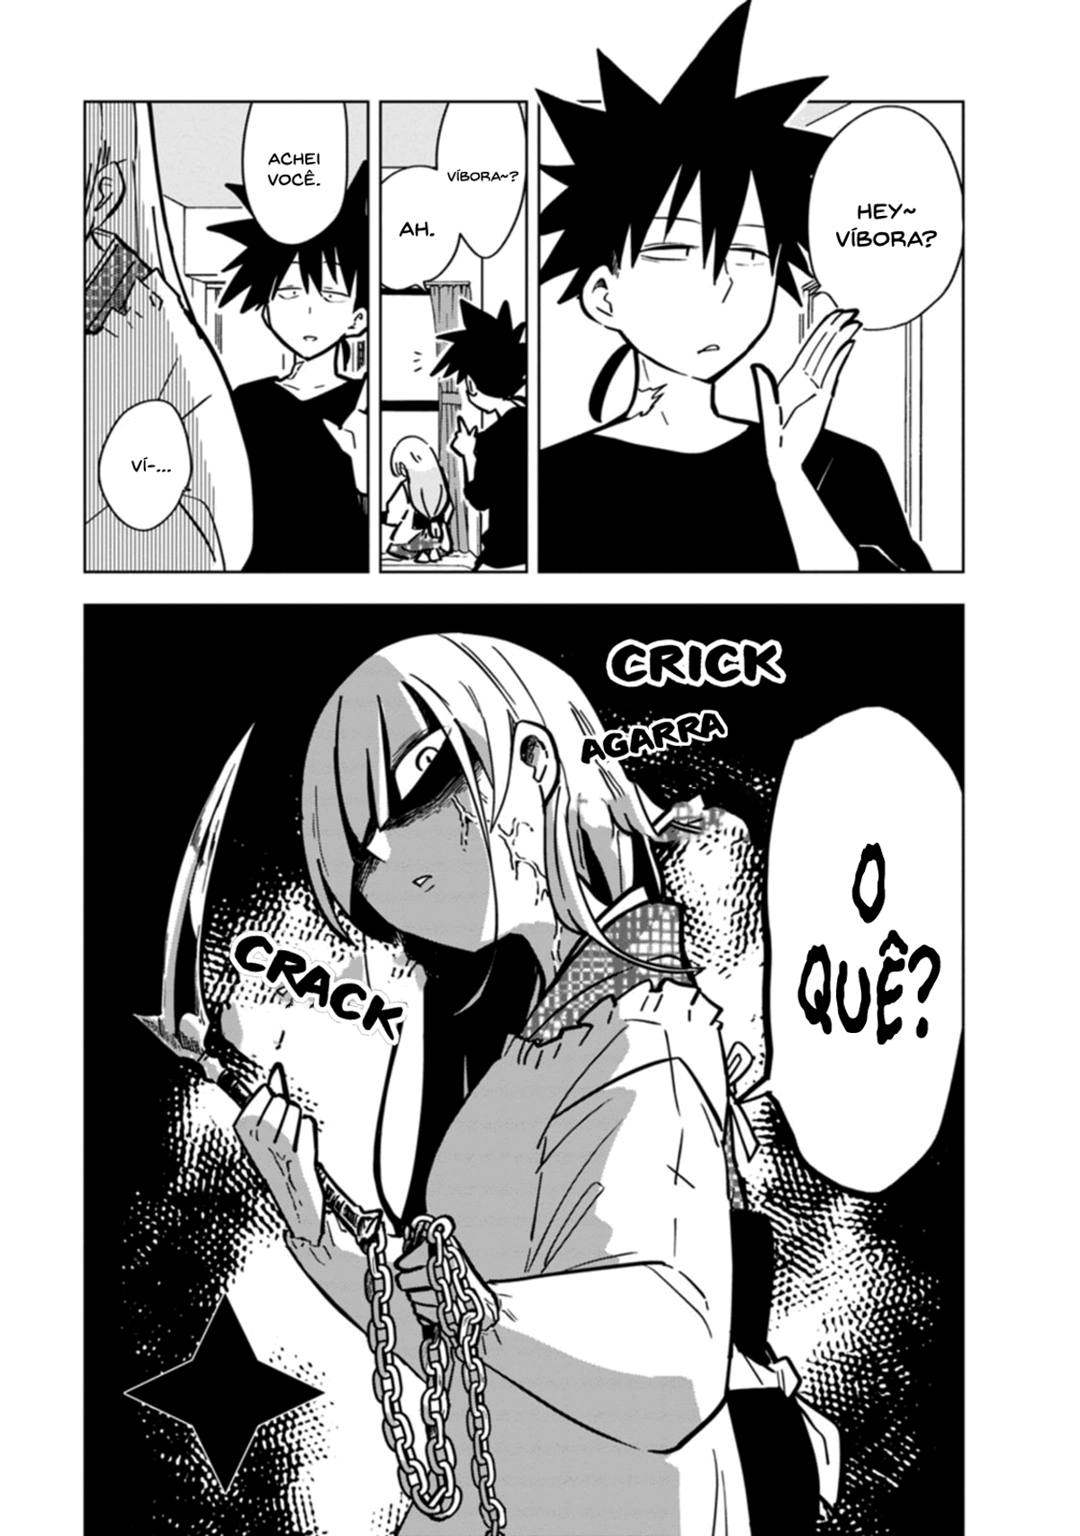 HEY~
VÍBORA?
VÍBORA~?
AH.
ACHEI
VOCÊ.
VÍ-...
CRICK
AGARRA
O
QUÊ?
CRACK